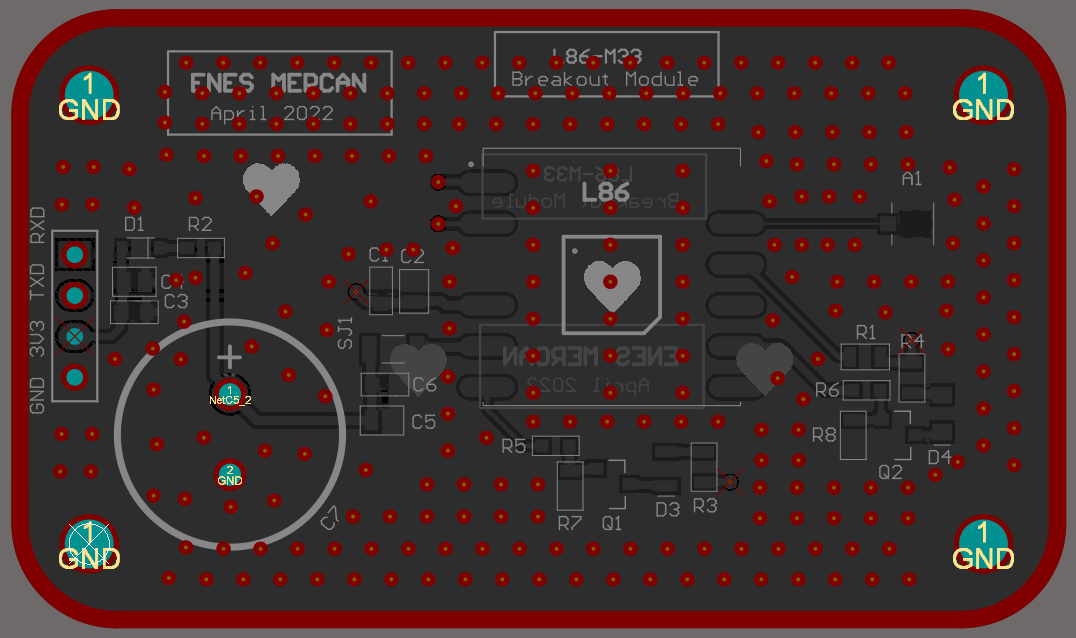 L86-M33
Breakout Module
ENES MERCAN
April 2022
1
GND
1
GND
L86-M33
Breakout Module
L86
A1
RXD
TXD
3V3
GND
D1
R2
C3
C1
C2
SJ1
R1
R4
ENES MERCAN
April 2022
C6
C5
R6
R8
1
NetC5_2
2
GND
R5
Q2
D4
R7
Q1
D3
R3
C7
1
GND
1
GND